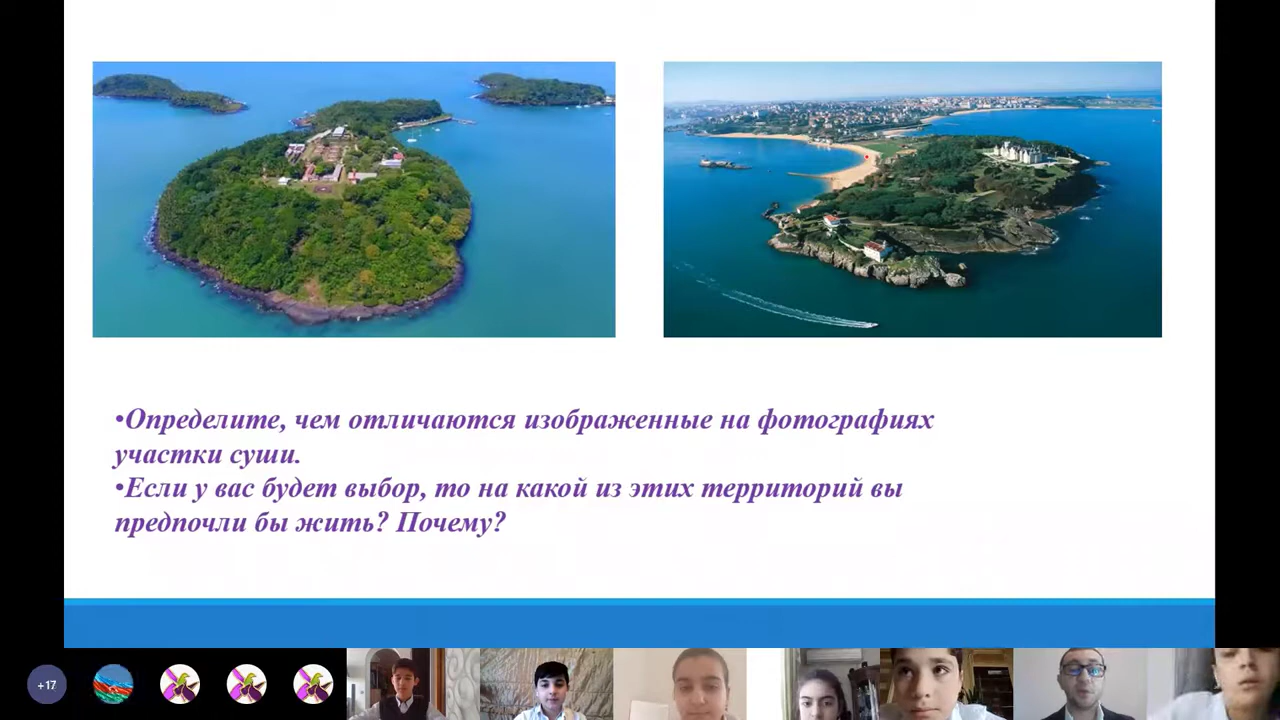 •Определите, чем отличаются изображенные на фотографиях
участки суши.
•Если у вас будет выбор, то на какой из этих территорий вы
предпочли бы жить? Почему?
+17